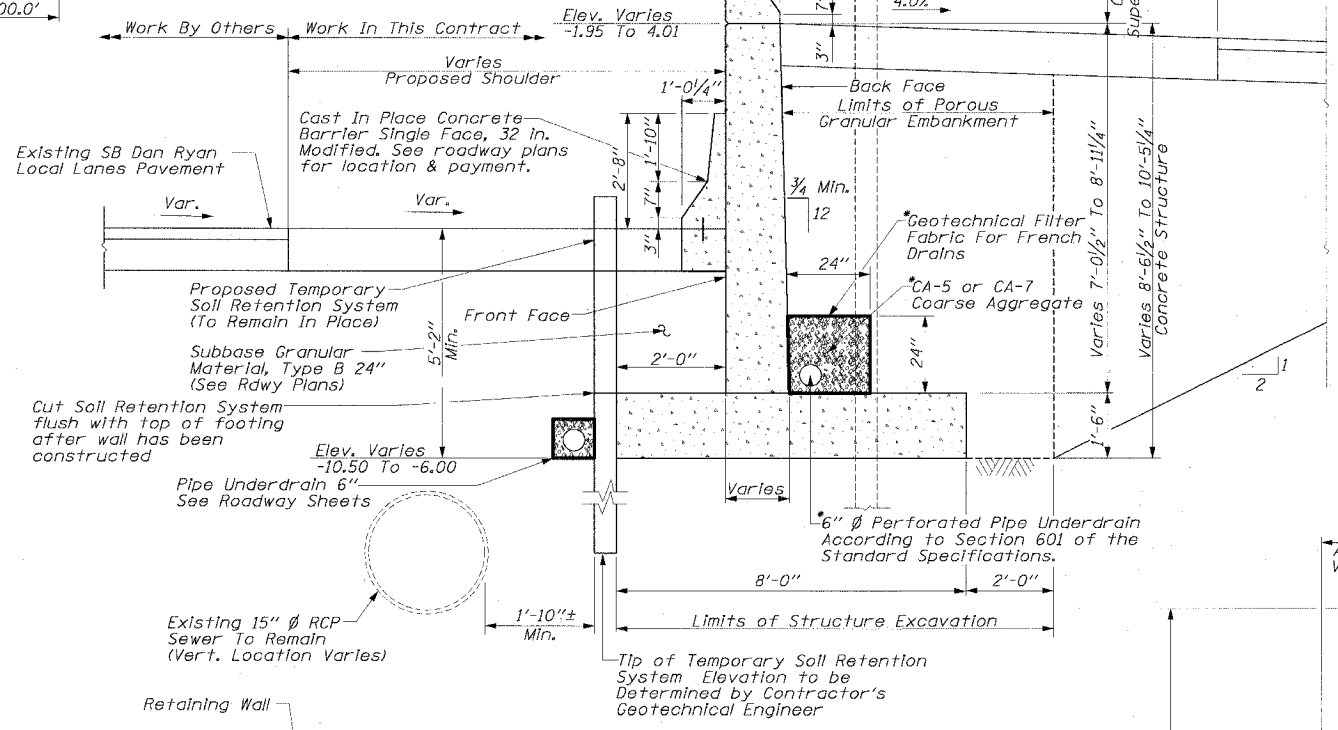 00.0'
Work By Others
Work In This Contract
Elev. Varies
-1.95 To 4.01
7"
4.0%
3"
Supe
Varies
Proposed Shoulder
1'-0¼"
Back Face
Limits of Porous
Granular Embankment
Cast In Place Concrete
Barrier Single Face, 32 in.
Modified. See roadway plans
for location & payment.
2'-8"
1'-10"
7"
3"
Existing SB Dan Ryan
Local Lanes Pavement
Var.
Var.
¾ Min.
12
*Geotechnical Filter
Fabric For French
Drains
24"
*CA-5 or CA-7
Coarse Aggregate
24"
Varies 7'-0½" To 8'-11¼"
Varies 8'-6½" To 10'-5¼"
Concrete Structure
1
2
1'-6"
Proposed Temporary
Soil Retention System
(To Remain In Place)
Front Face
5'-2"
Min.
Subbase Granular
Material, Type B 24"
(See Rdwy Plans)
2'-0"
Cut Soil Retention System
flush with top of footing
after wall has been
constructed
Elev. Varies
-10.50 To -6.00
Pipe Underdrain 6"
See Roadway Sheets
Varies
*6" Ø Perforated Pipe Underdrain
According to Section 601 of the
Standard Specifications.
8'-0"
2'-0"
Existing 15" Ø RCP
Sewer To Remain
(Vert. Location Varies)
1'-10"±
Min.
Limits of Structure Excavation
Tip of Temporary Soil Retention
System Elevation to be
Determined by Contractor's
Geotechnical Engineer
Retaining Wall